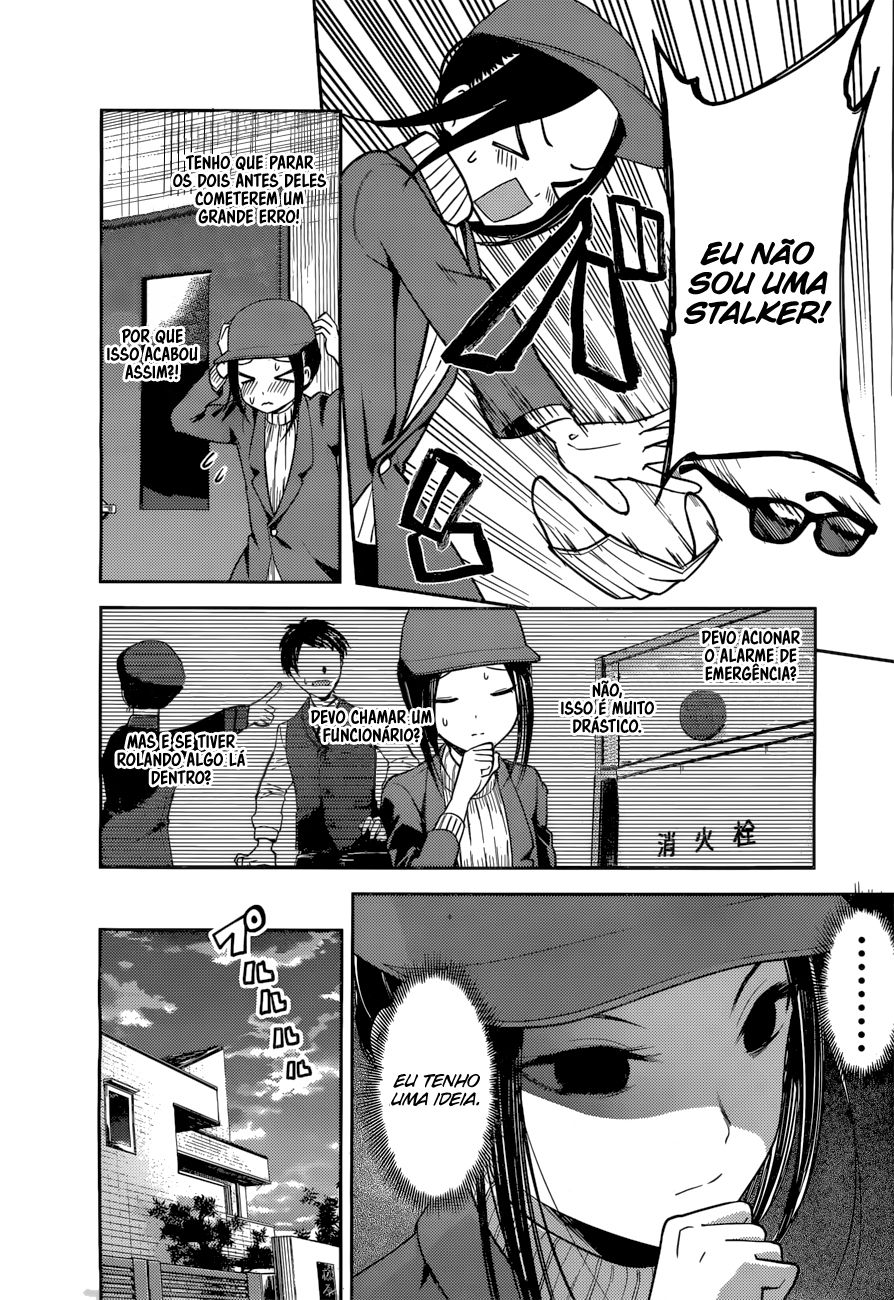 EU NÃO
SOU UMA
STALKER!
バ
TENHO QUE PARAR
OS DOIS ANTES DELES
COMETEREM UM
GRANDE ERRO!
POR QUE
ISSO ACABOU
ASSIM?!
DEVO ACIONAR
O ALARME DE
EMERGÊNCIA?
NÃO,
ISSO É MUITO
DRÁSTICO.
DEVO CHAMAR UM
FUNCIONÁRIO?
MAS E SE TIVER
ROLANDO ALGO LÁ
DENTRO?
消火栓
.........
EU TENHO
UMA IDEIA.
プルルルル